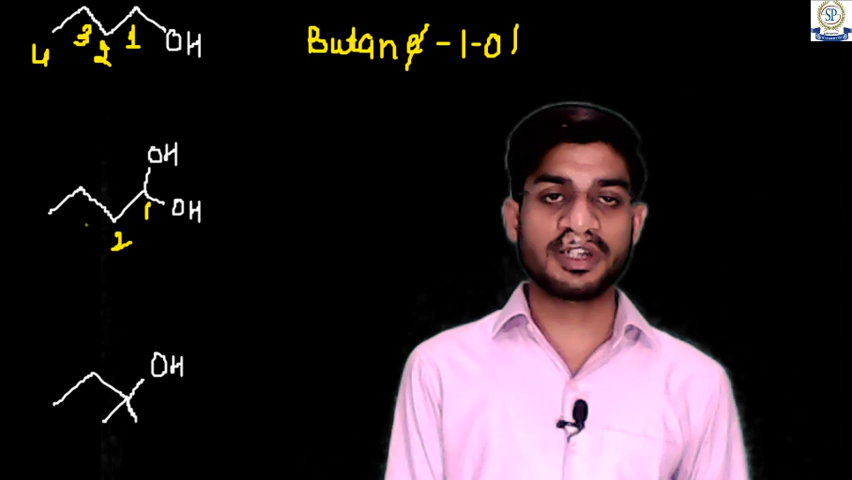 4 3 2 1 OH
Butane - 1 - ol
OH
OH
1
2
OH
SP